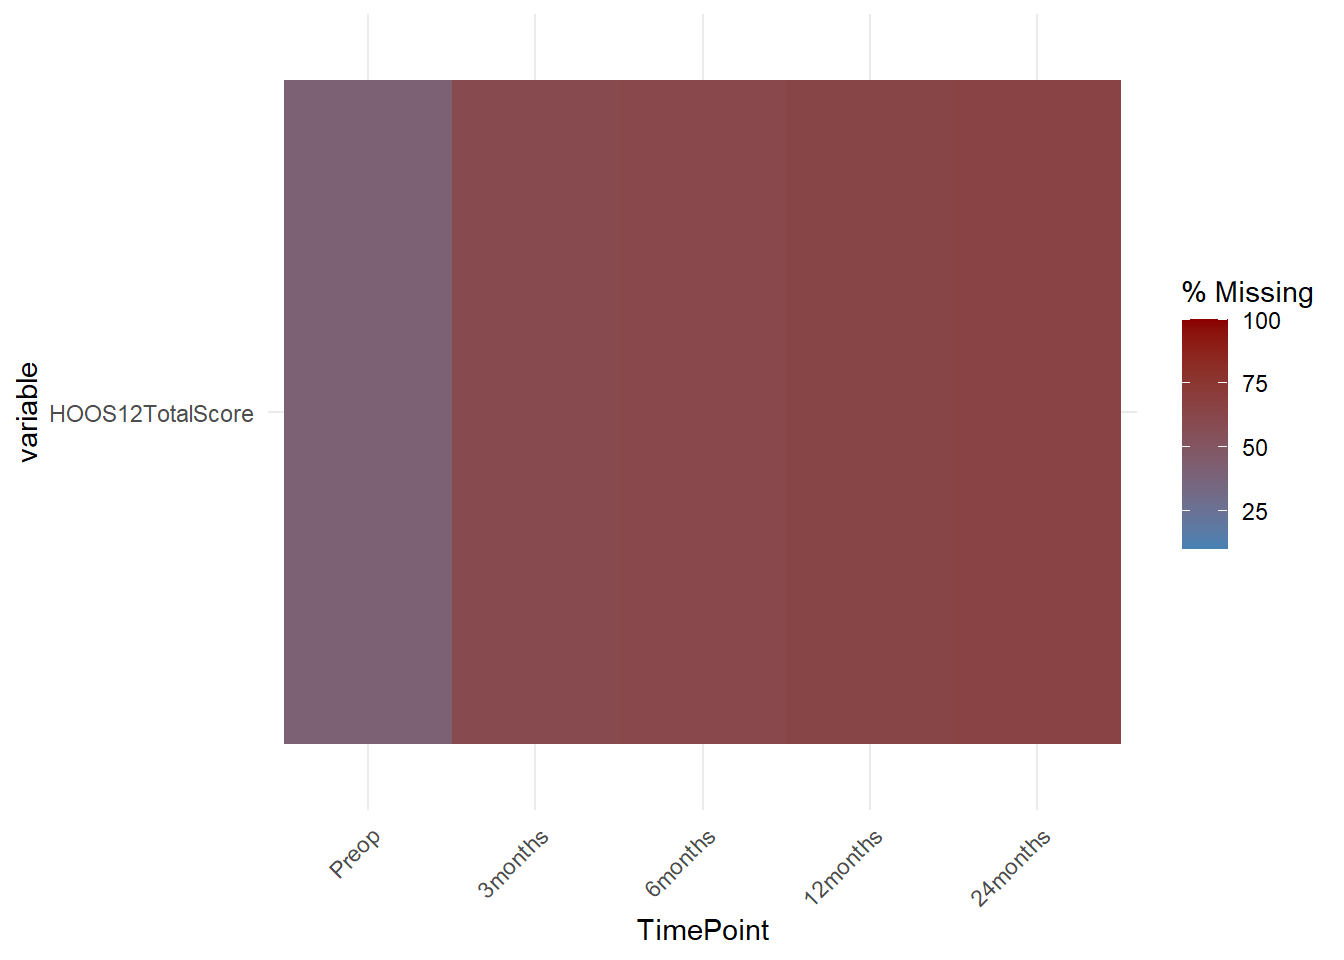 variable
HOOS12TotalScore
% Missing
100
75
50
25
Preop
3months
6months
12months
24months
TimePoint